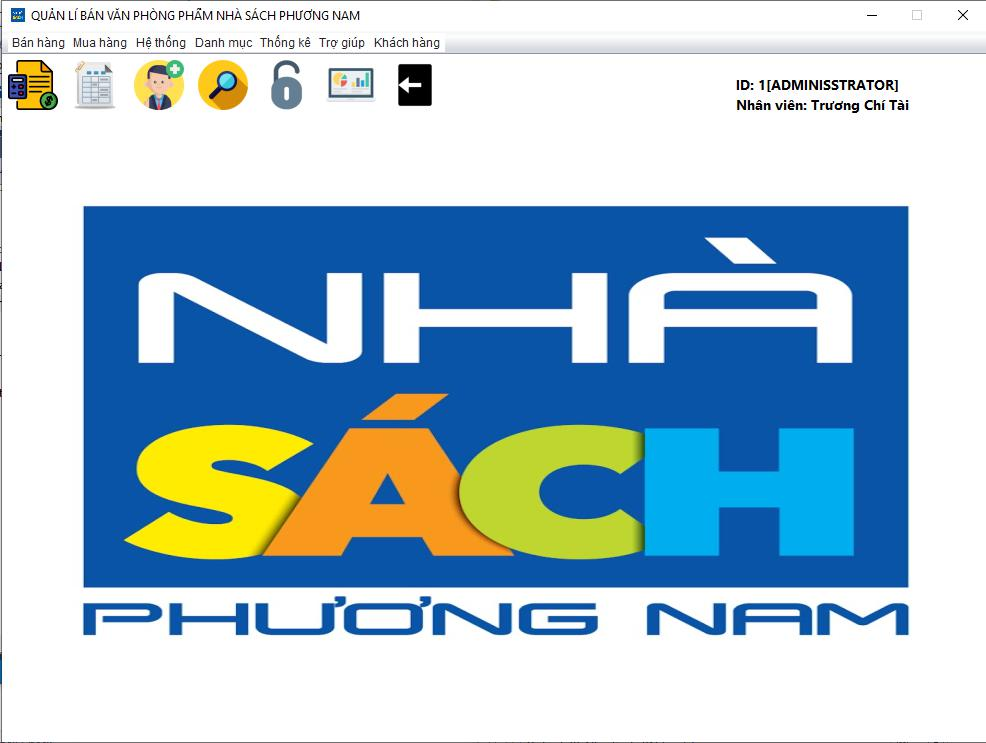 QUẢN LÍ BÁN VĂN PHÒNG PHẨM NHÀ SÁCH PHƯƠNG NAM
Bán hàng Mua hàng Hệ thống Danh mục Thống kê Trợ giúp Khách hàng
ID: 1[ADMINISSTRATOR]
Nhân viên: Trương Chí Tài
NHÀ
SÁCH
PHƯƠNG NAM